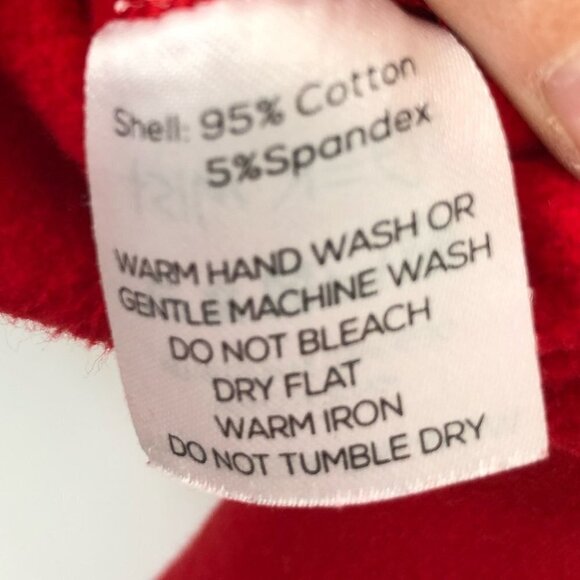 Shell: 95% Cotton
5%Spandex
WARM HAND WASH OR
GENTLE MACHINE WASH
DO NOT BLEACH
DRY FLAT
WARM IRON
DO NOT TUMBLE DRY